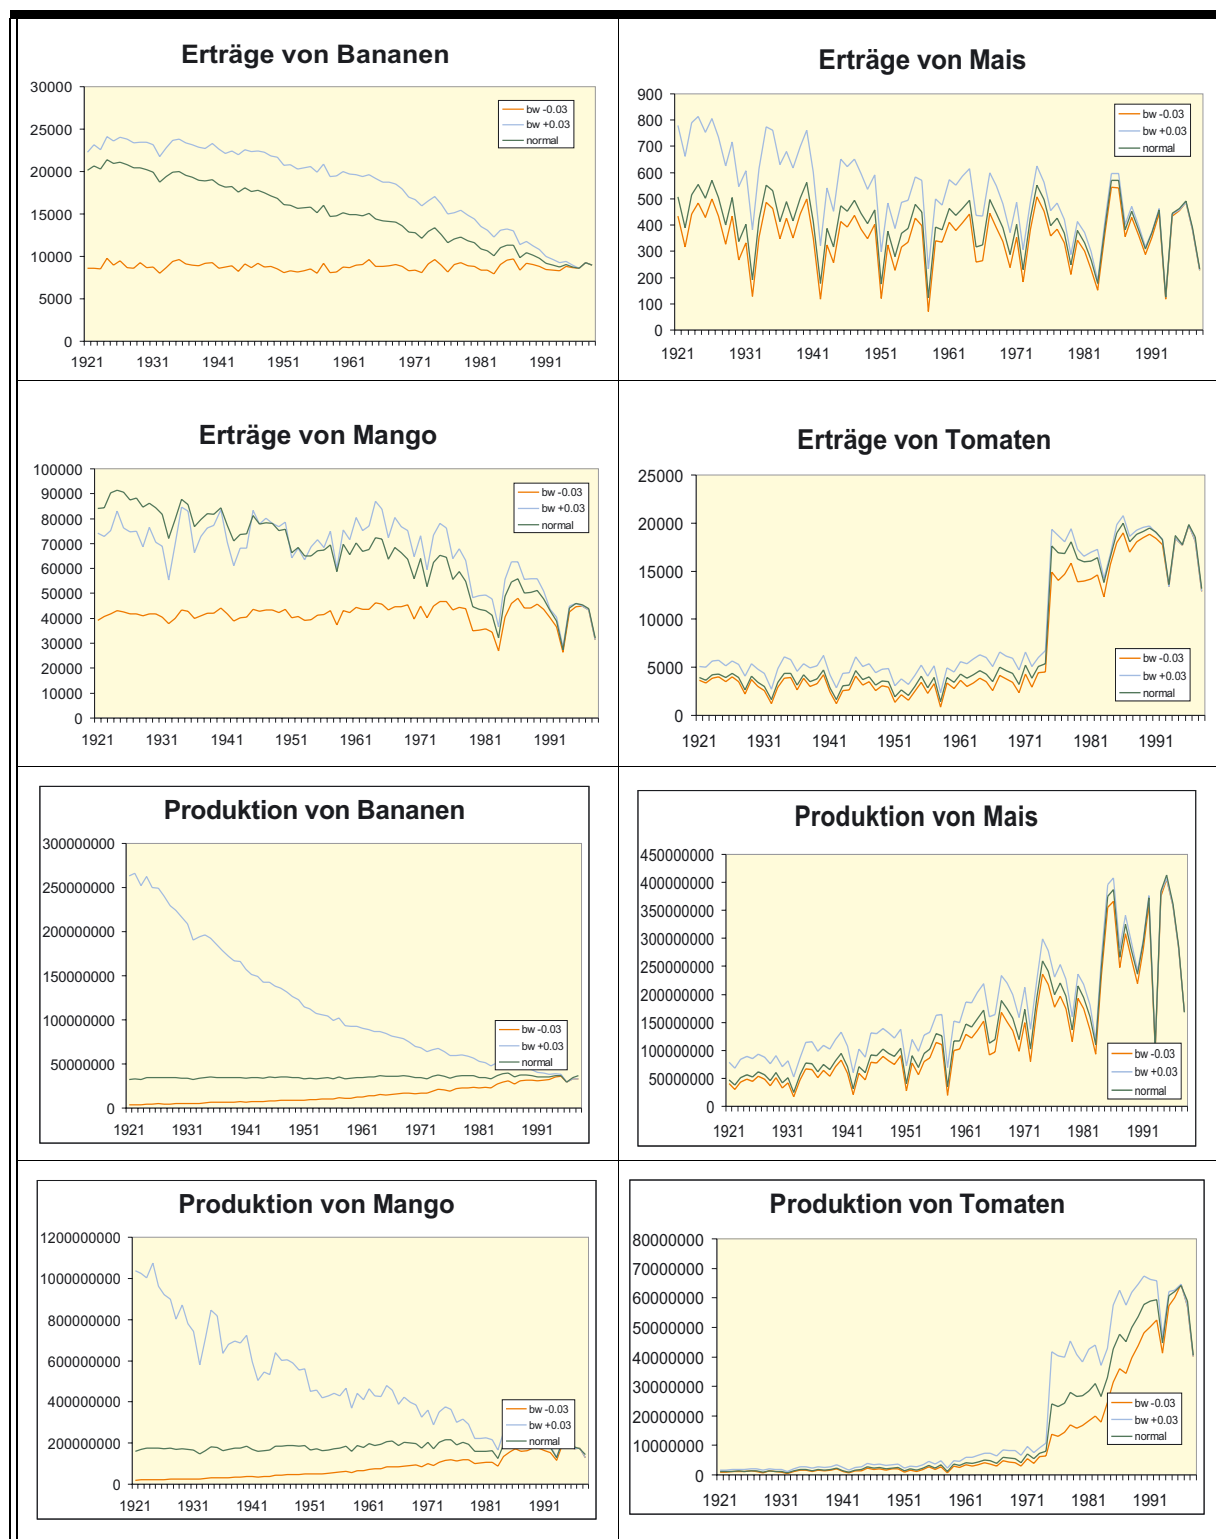 Erträge von Bananen
30000
25000
20000
15000
10000
5000
0
1921 1931 1941 1951 1961 1971 1981 1991
bw -0.03
bw +0.03
normal
Erträge von Mais
900
800
700
600
500
400
300
200
100
0
1921 1931 1941 1951 1961 1971 1981 1991
bw -0.03
bw +0.03
normal
Erträge von Mango
100000
90000
80000
70000
60000
50000
40000
30000
20000
10000
0
1921 1931 1941 1951 1961 1971 1981 1991
bw -0.03
bw +0.03
normal
Erträge von Tomaten
25000
20000
15000
10000
5000
0
1921 1931 1941 1951 1961 1971 1981 1991
bw -0.03
bw +0.03
normal
Produktion von Bananen
300000000
250000000
200000000
150000000
100000000
50000000
0
1921 1931 1941 1951 1961 1971 1981 1991
bw -0.03
bw +0.03
normal
Produktion von Mais
450000000
400000000
350000000
300000000
250000000
200000000
150000000
100000000
50000000
0
1921 1931 1941 1951 1961 1971 1981 1991
bw -0.03
bw +0.03
normal
Produktion von Mango
1200000000
1000000000
800000000
600000000
400000000
200000000
0
1921 1931 1941 1951 1961 1971 1981 1991
bw -0.03
bw +0.03
normal
Produktion von Tomaten
80000000
70000000
60000000
50000000
40000000
30000000
20000000
10000000
0
1921 1931 1941 1951 1961 1971 1981 1991
bw -0.03
bw +0.03
normal